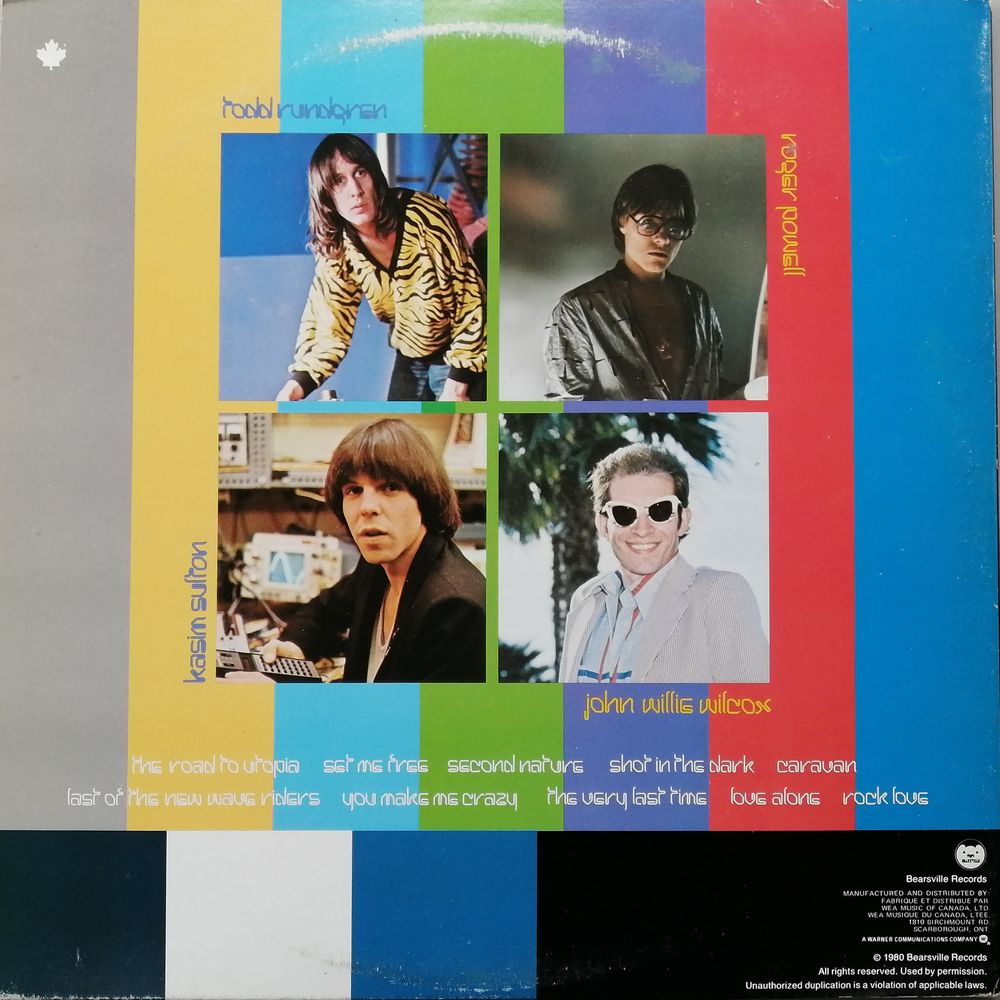 todd rundgren
roger powell
kasim sulton
john willie wilcox
the road to utopia set me free second nature shot in the dark caravan
last of the new wave riders you make me crazy the very last time love alone rock love
Bearsville Records
MANUFACTURED AND DISTRIBUTED BY:
FABRIQUE ET DISTRIBUE PAR
WEA MUSIC OF CANADA, LTD.
WEA MUSIQUE DU CANADA, LTEE.
1810 BIRCHMOUNT RD.
SCARBOROUGH, ONT.
A WARNER COMMUNICATIONS COMPANY
© 1980 Bearsville Records
All rights reserved. Used by permission.
Unauthorized duplication is a violation of applicable laws.